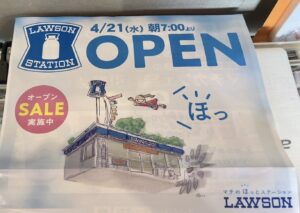 LAWSON
STATION
4/21(水) 朝7:00より
OPEN
オープン
SALE
実施中
ほっ
マチのほっとステーション
LAWSON